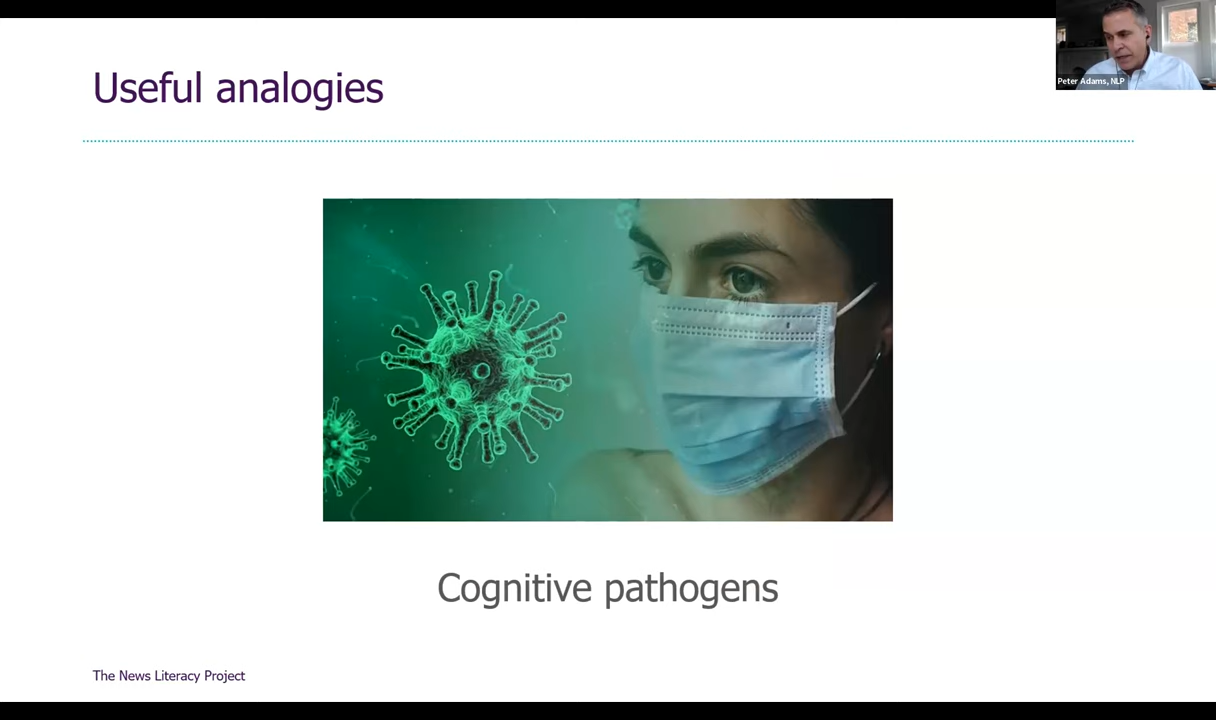 Useful analogies
Peter Adams, NLP
Cognitive pathogens
The News Literacy Project